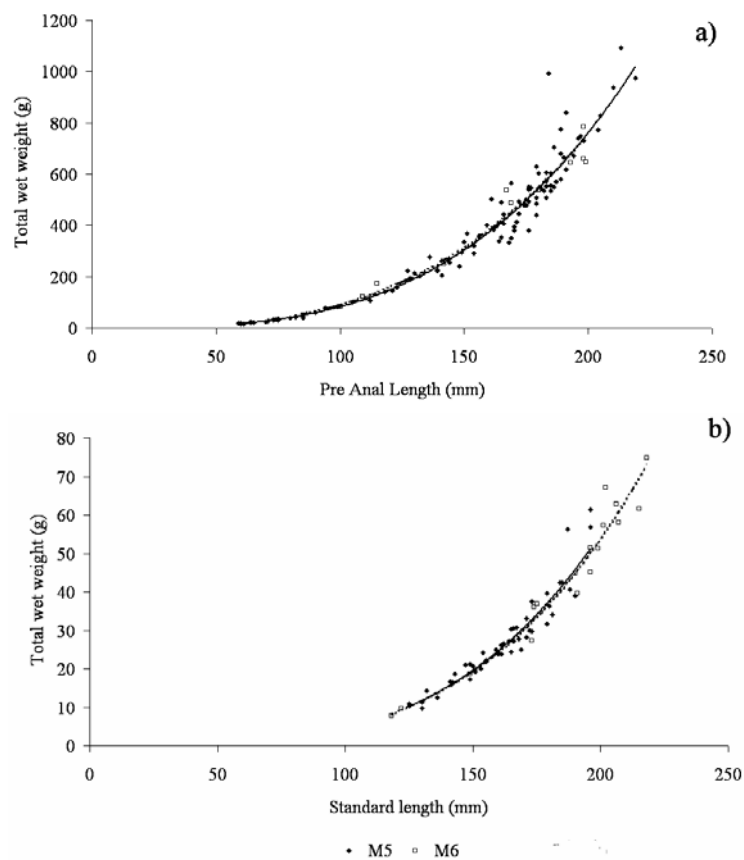 a)
1200
1000
800
600
400
200
0
Total wet weight (g)
0 50 100 150 200 250
Pre Anal Length (mm)
b)
80
70
60
50
40
30
20
10
0
Total wet weight (g)
0 50 100 150 200 250
Standard length (mm)
M5 M6